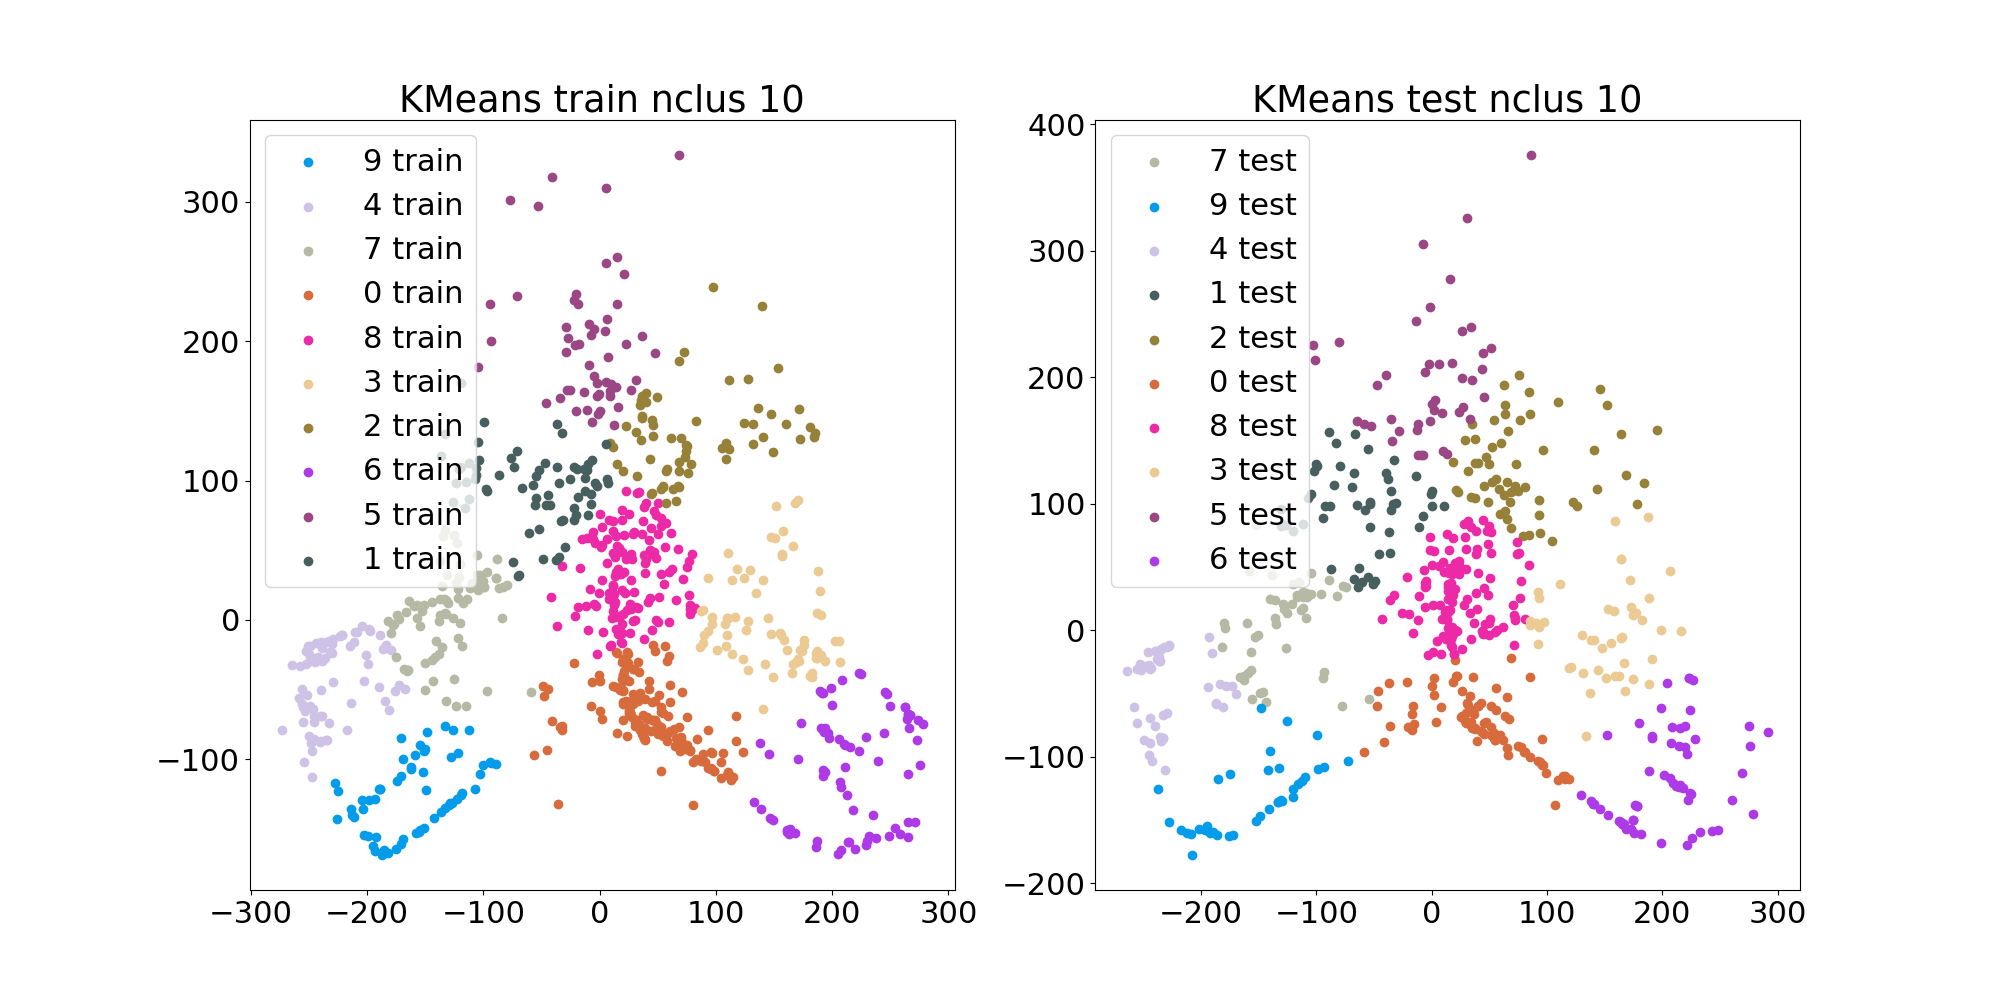 KMeans train nclus 10
9 train
4 train
7 train
0 train
8 train
3 train
2 train
6 train
5 train
1 train
300
200
100
0
−100
−300 −200 −100 0 100 200 300
KMeans test nclus 10
7 test
9 test
4 test
1 test
2 test
0 test
8 test
3 test
5 test
6 test
400
300
200
100
0
−100
−200
−200 −100 0 100 200 300